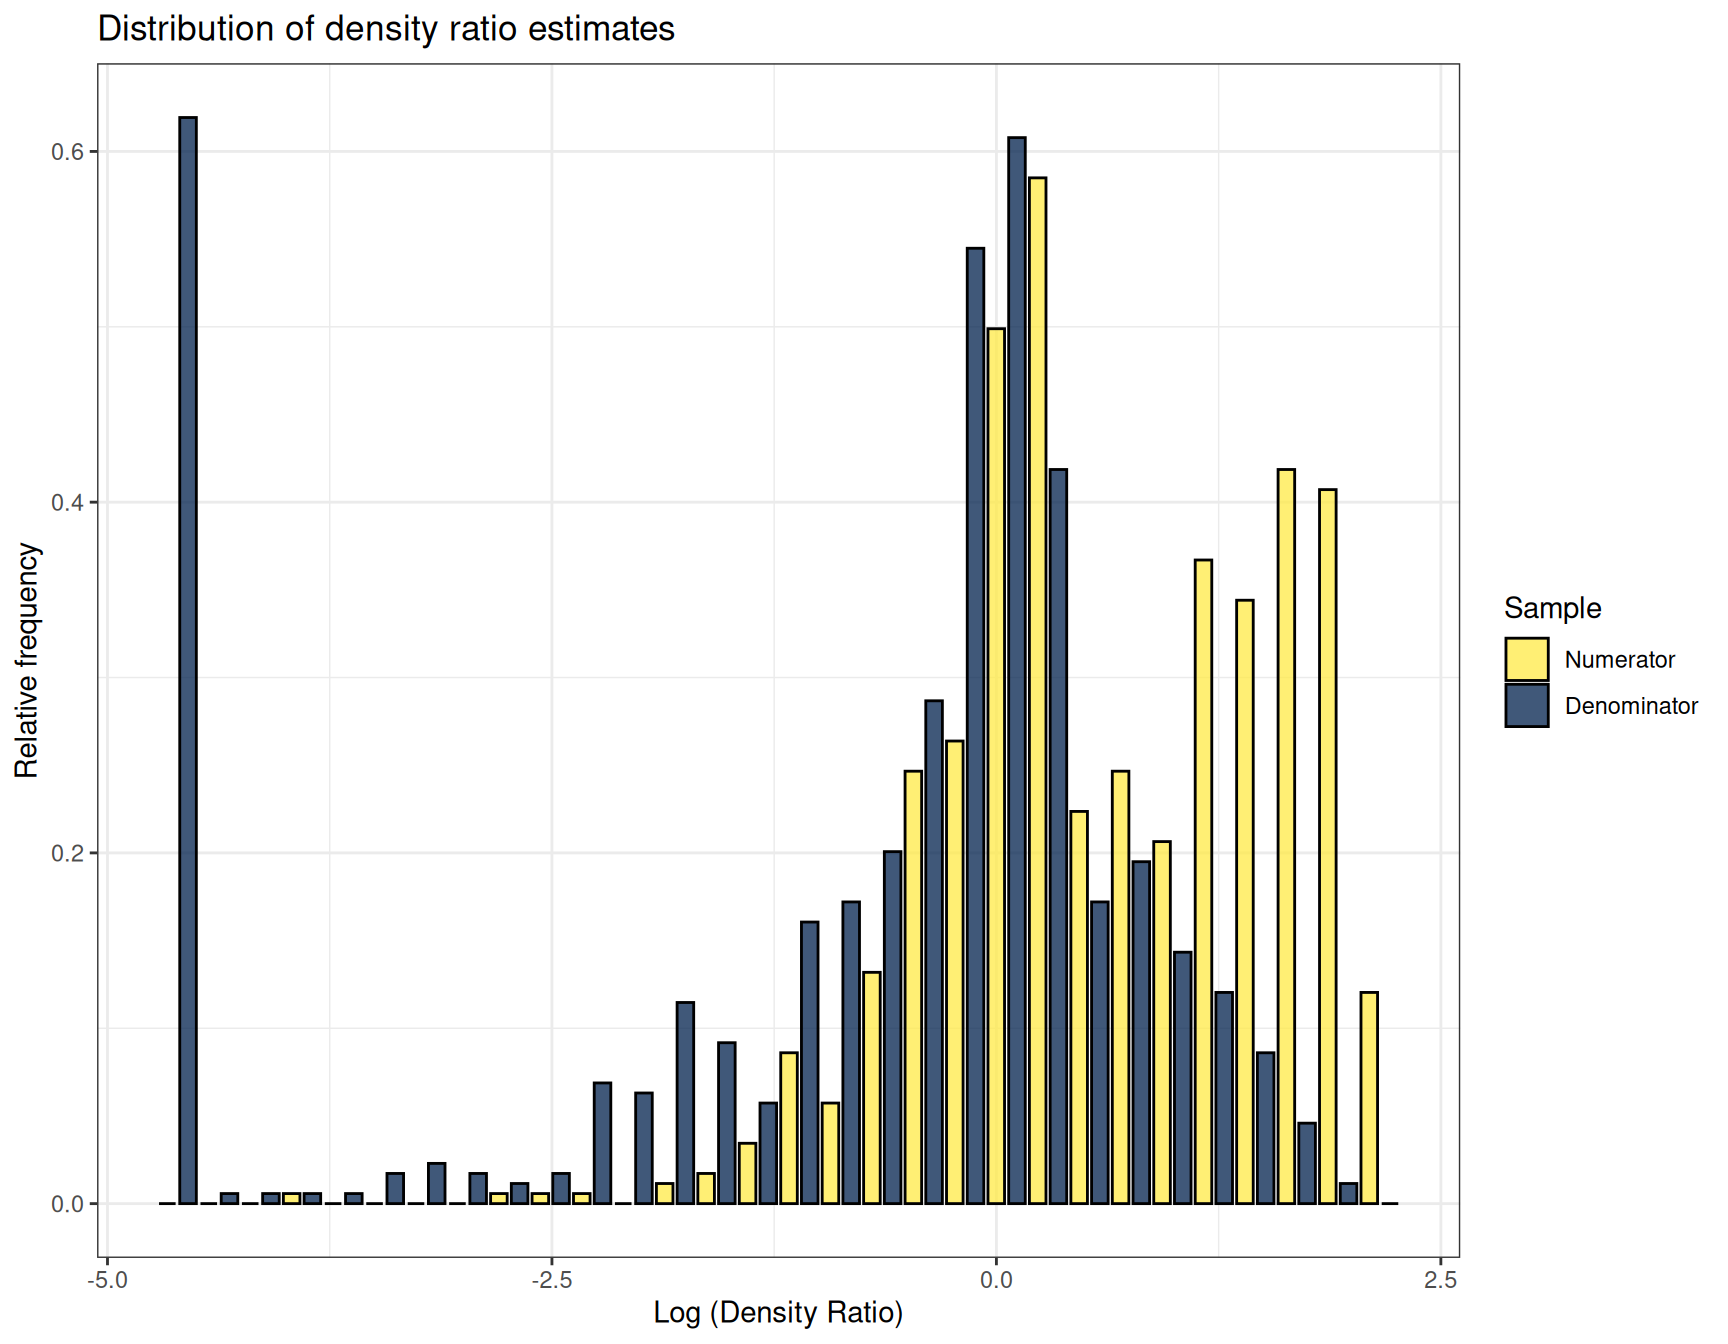 Distribution of density ratio estimates
Relative frequency
0.6
0.4
0.2
0.0
-5.0
-2.5
0.0
2.5
Log (Density Ratio)
Sample
Numerator
Denominator